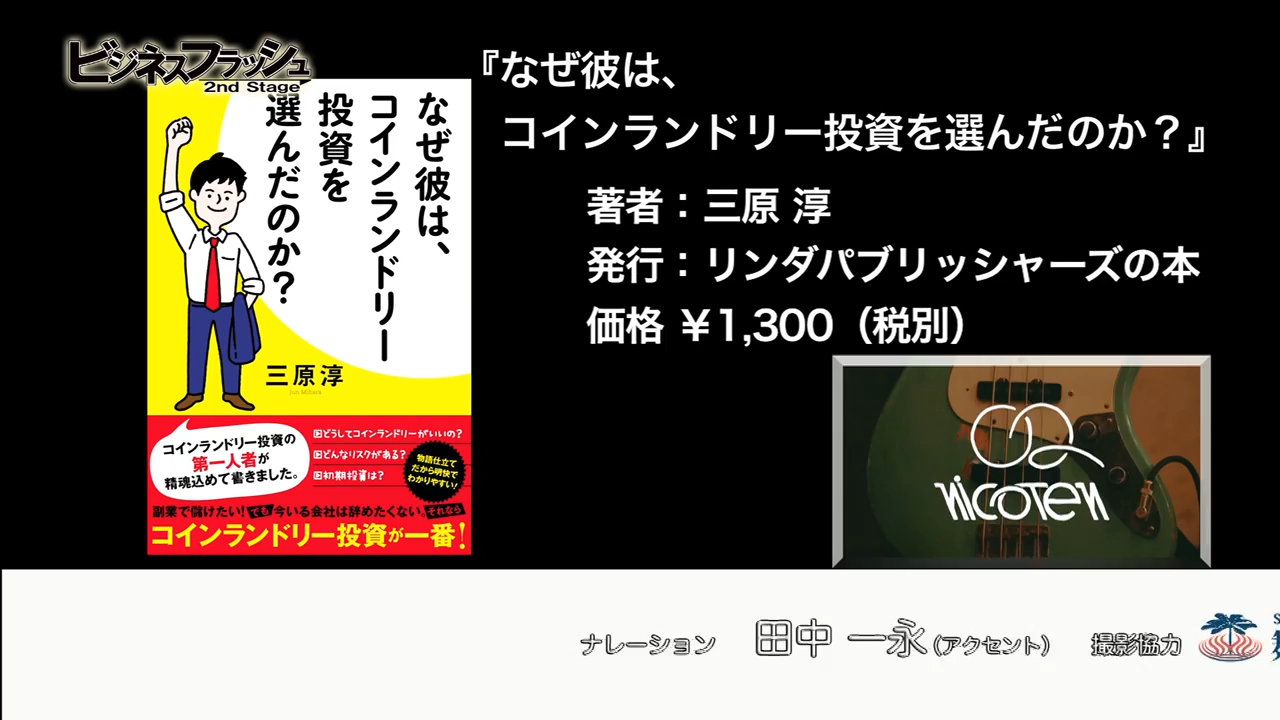 ビジネスフラッシュ
2nd Stage
『なぜ彼は、
コインランドリー投資を選んだのか？』
著者：三原 淳
発行：リンダパブリッシャーズの本
価格 ￥1,300（税別）
なぜ彼は、
コインランドリー
投資を
選んだのか？
三原淳
Jun Mihara
コインランドリー投資の
第一人者が
精魂込めて書きました。
どうしてコインランドリーがいいの？
どんなリスクがある？
初期投資は？
物語仕立て
だから明快で
わかりやすい！
副業で儲けたい！でも今いる会社は辞めたくない。それなら
コインランドリー投資が一番！
NICOTEN
ナレーション 田中 一永（アクセント） 撮影協力